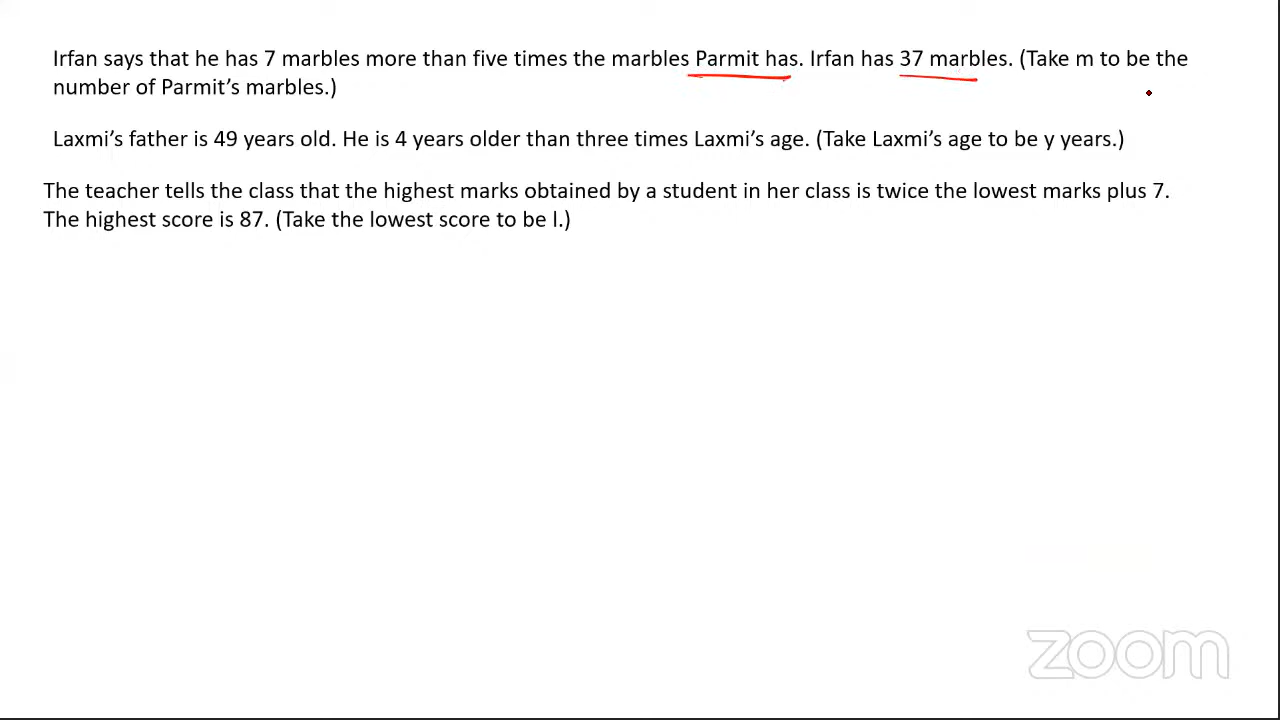 Irfan says that he has 7 marbles more than five times the marbles Parmit has. Irfan has 37 marbles. (Take m to be the
number of Parmit’s marbles.)
Laxmi’s father is 49 years old. He is 4 years older than three times Laxmi’s age. (Take Laxmi’s age to be y years.)
The teacher tells the class that the highest marks obtained by a student in her class is twice the lowest marks plus 7.
The highest score is 87. (Take the lowest score to be l.)
zoom